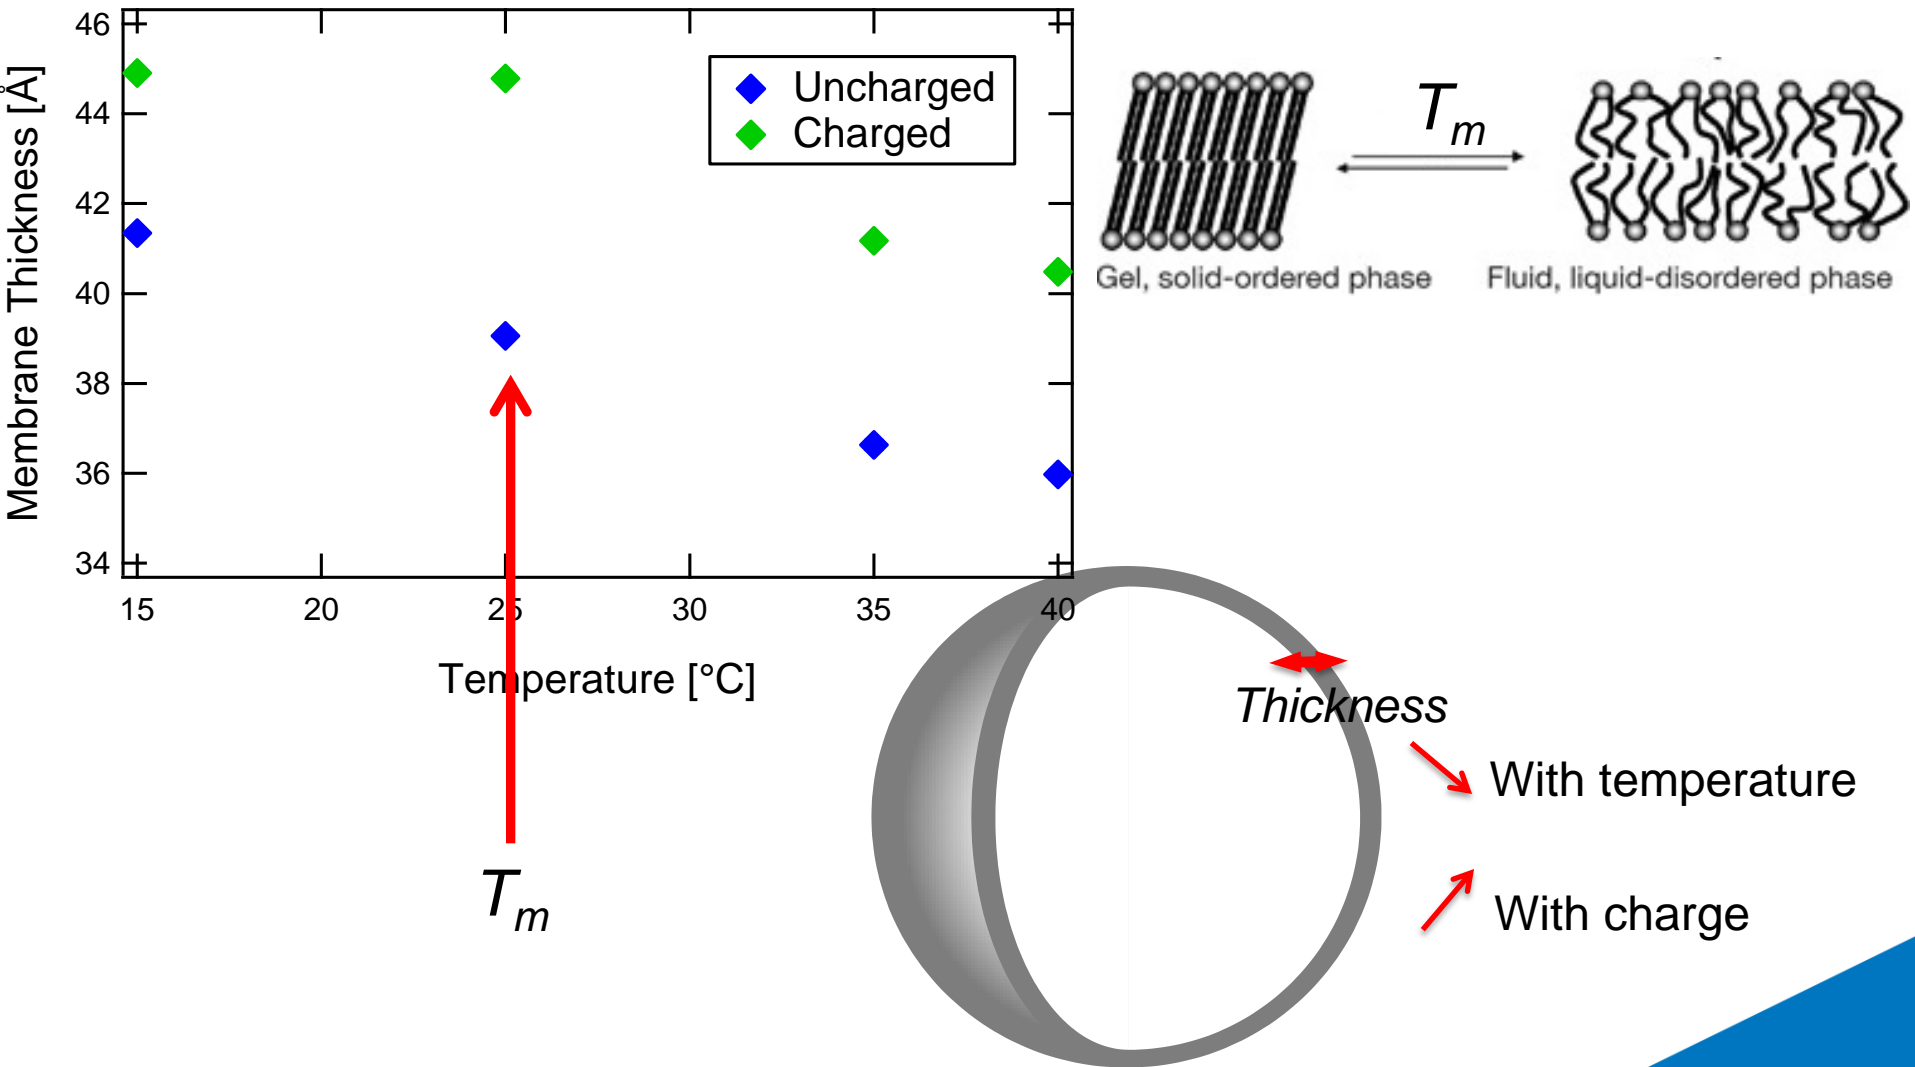 46
44
42
40
38
36
34
Membrane Thickness [Å]
Uncharged
Charged
15
20
25
30
35
40
Temperature [°C]
Tm
Tm
Gel, solid-ordered phase
Fluid, liquid-disordered phase
Thickness
With temperature
With charge